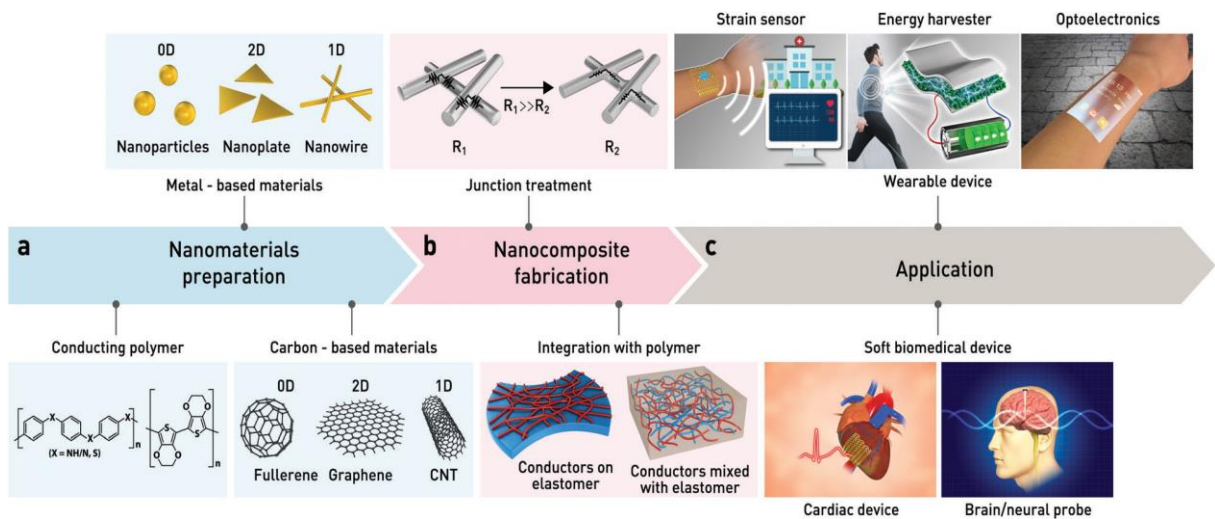 Strain sensor
Energy harvester
Optoelectronics
0D
2D
1D
Nanoparticles
Nanoplate
Nanowire
R1>>R2
R1
R2
Metal - based materials
Junction treatment
Wearable device
a
Nanomaterials
preparation
b
Nanocomposite
fabrication
c
Application
Conducting polymer
Carbon - based materials
Integration with polymer
Soft biomedical device
X
X
X
X
n
(X = NH/N, S)
O
O
S
S
O
O
n
0D
2D
1D
Fullerene
Graphene
CNT
Conductors on
elastomer
Conductors mixed
with elastomer
Cardiac device
Brain/neural probe